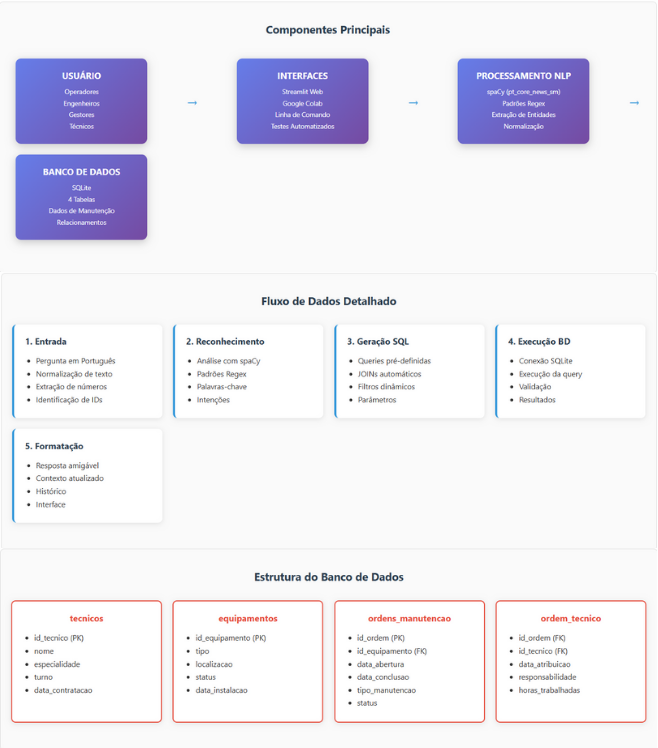 Componentes Principais
USUÁRIO
Operadores
Engenheiros
Gestores
Técnicos
→
INTERFACES
Streamlit Web
Google Colab
Linha de Comando
Testes Automatizados
→
PROCESSAMENTO NLP
spaCy (pt_core_news_sm)
Padrões Regex
Extração de Entidades
Normalização
→
BANCO DE DADOS
SQLite
4 Tabelas
Dados de Manutenção
Relacionamentos
Fluxo de Dados Detalhado
1. Entrada
• Pergunta em Português
• Normalização de texto
• Extração de números
• Identificação de IDs
2. Reconhecimento
• Análise com spaCy
• Padrões Regex
• Palavras-chave
• Intenções
3. Geração SQL
• Queries pré-definidas
• JOINs automáticos
• Filtros dinâmicos
• Parâmetros
4. Execução BD
• Conexão SQLite
• Execução da query
• Validação
• Resultados
5. Formatação
• Resposta amigável
• Contexto atualizado
• Histórico
• Interface
Estrutura do Banco de Dados
tecnicos
• id_tecnico (PK)
• nome
• especialidade
• turno
• data_contratacao
equipamentos
• id_equipamento (PK)
• tipo
• localizacao
• status
• data_instalacao
ordens_manutencao
• id_ordem (PK)
• id_equipamento (FK)
• data_abertura
• data_conclusao
• tipo_manutencao
• status
ordem_tecnico
• id_ordem (FK)
• id_tecnico (FK)
• data_atribuicao
• responsabilidade
• horas_trabalhadas